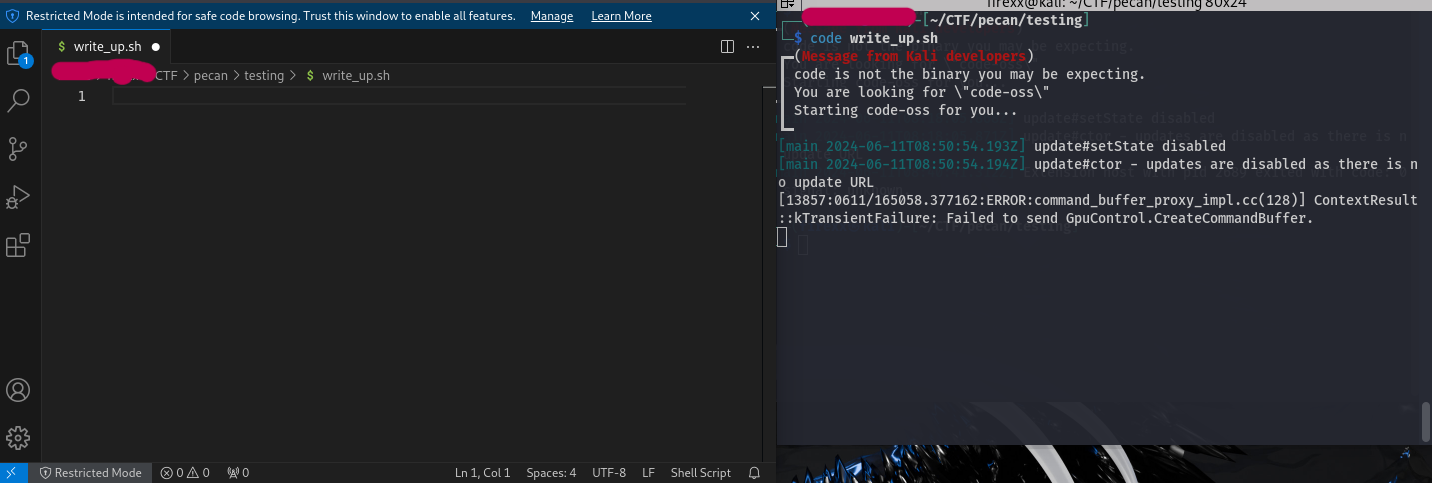 Restricted Mode is intended for safe code browsing. Trust this window to enable all features. Manage Learn More
$ write_up.sh
1
CTF > pecan > testing > $ write_up.sh
1
Restricted Mode 0 0 0 Ln 1, Col 1 Spaces: 4 UTF-8 LF Shell Script
firexx@kali: ~/CTF/pecan/testing 80x24
-[~/CTF/pecan/testing]
$ code write_up.sh
(Message from Kali developers)
code is not the binary you may be expecting.
You are looking for \"code-oss\"
Starting code-oss for you...
[main 2024-06-11T08:50:54.193Z] update#setState disabled
[main 2024-06-11T08:50:54.194Z] update#ctor - updates are disabled as there is n
o update URL
[13857:0611/165058.377162:ERROR:command_buffer_proxy_impl.cc(128)] ContextResult
::kTransientFailure: Failed to send GpuControl.CreateCommandBuffer.